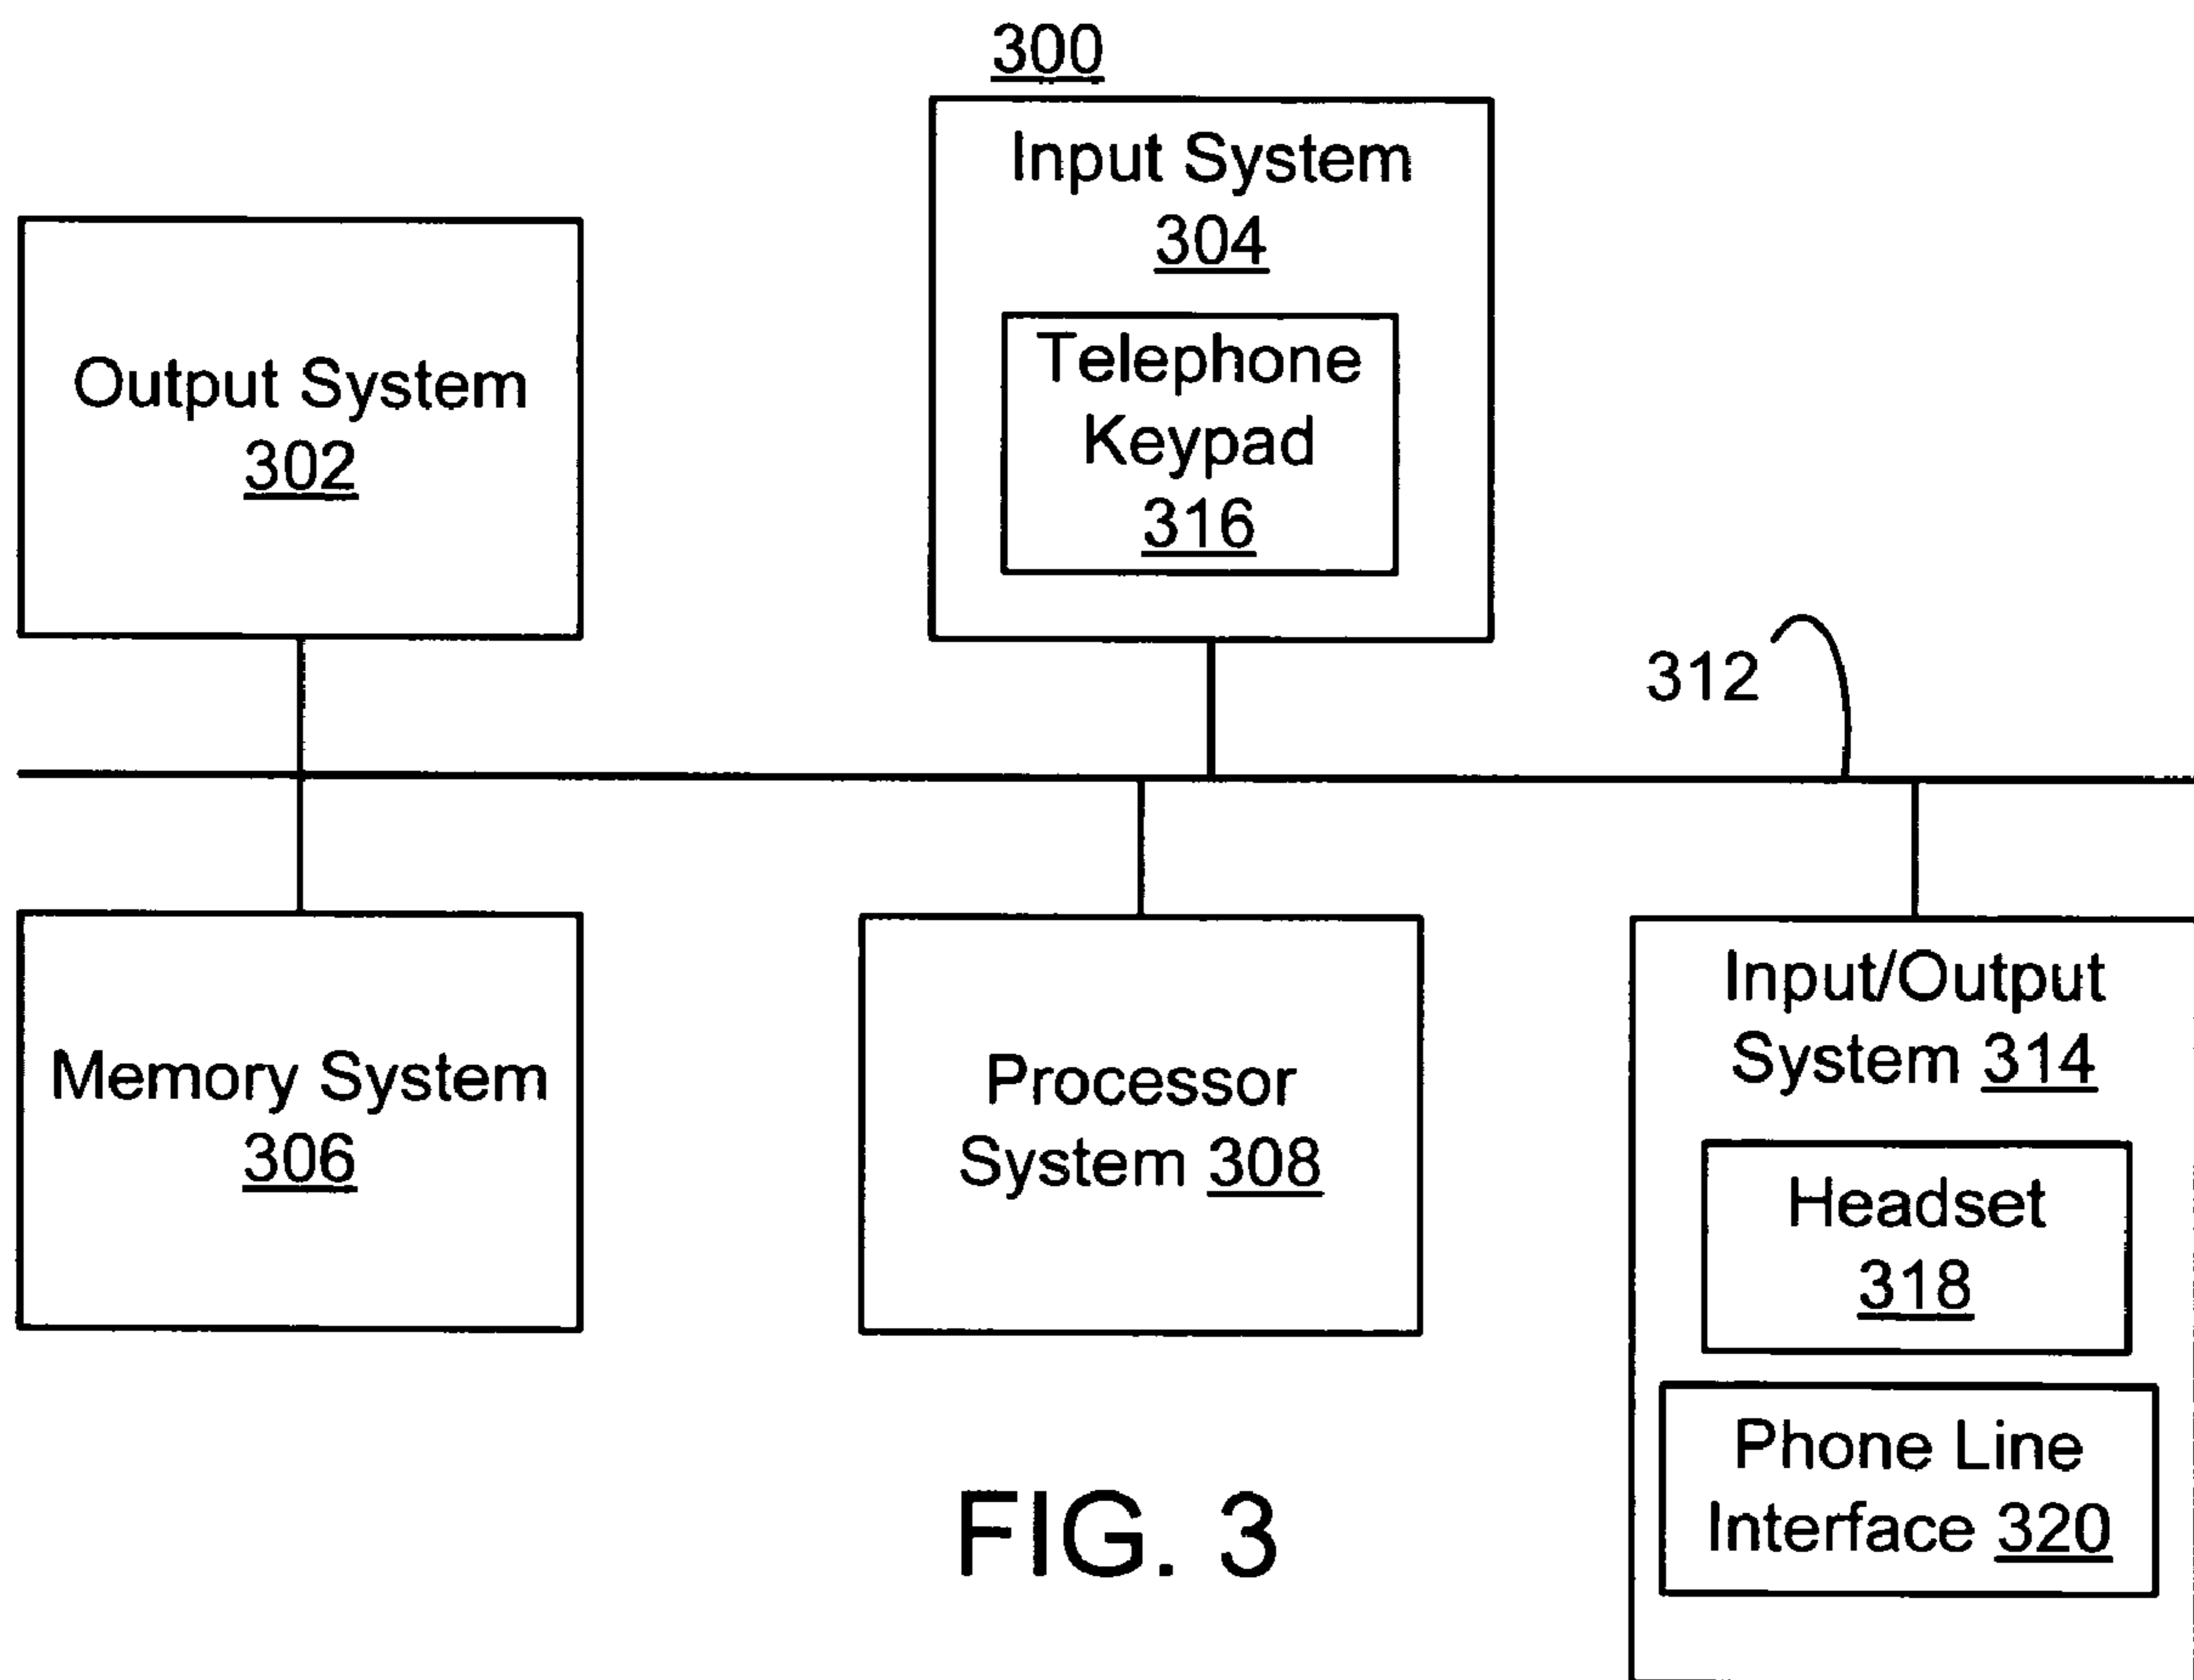 300
Input System
304
Telephone
Keypad
316
Output System
302
312
Memory System
306
Processor
System 308
Input/Output
System 314
Headset
318
Phone Line
Interface 320
FIG. 3